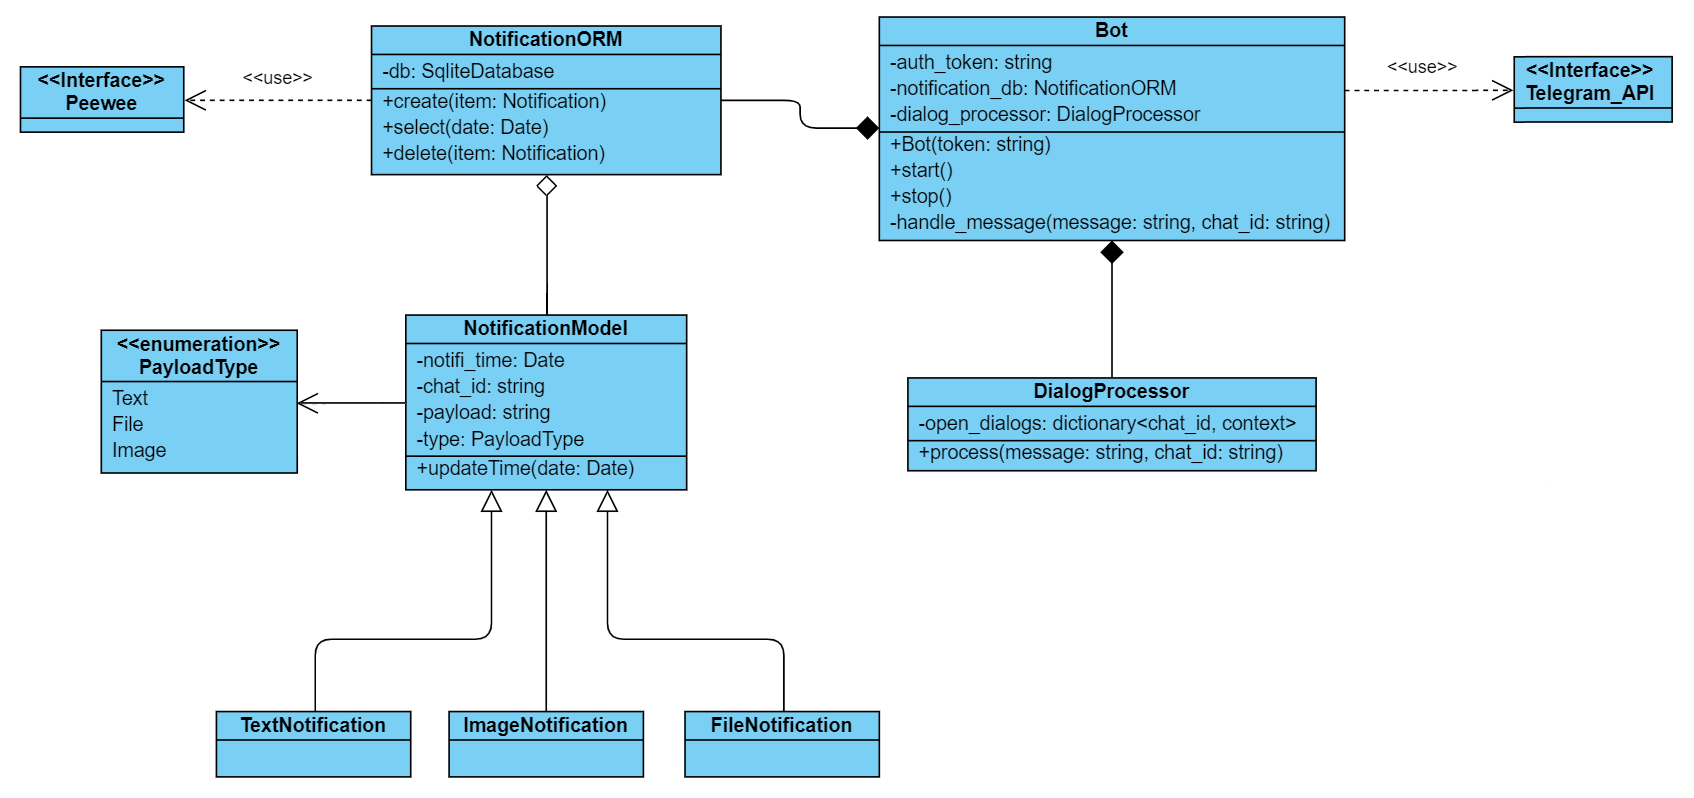 <<Interface>>
Peewee
<<use>>
NotificationORM
-db: SqliteDatabase
+create(item: Notification)
+select(date: Date)
+delete(item: Notification)
Bot
-auth_token: string
-notification_db: NotificationORM
-dialog_processor: DialogProcessor
+Bot(token: string)
+start()
+stop()
-handle_message(message: string, chat_id: string)
<<use>>
<<Interface>>
Telegram_API
<<enumeration>>
PayloadType
Text
File
Image
NotificationModel
-notifi_time: Date
-chat_id: string
-payload: string
-type: PayloadType
+updateTime(date: Date)
DialogProcessor
-open_dialogs: dictionary<chat_id, context>
+process(message: string, chat_id: string)
TextNotification
ImageNotification
FileNotification